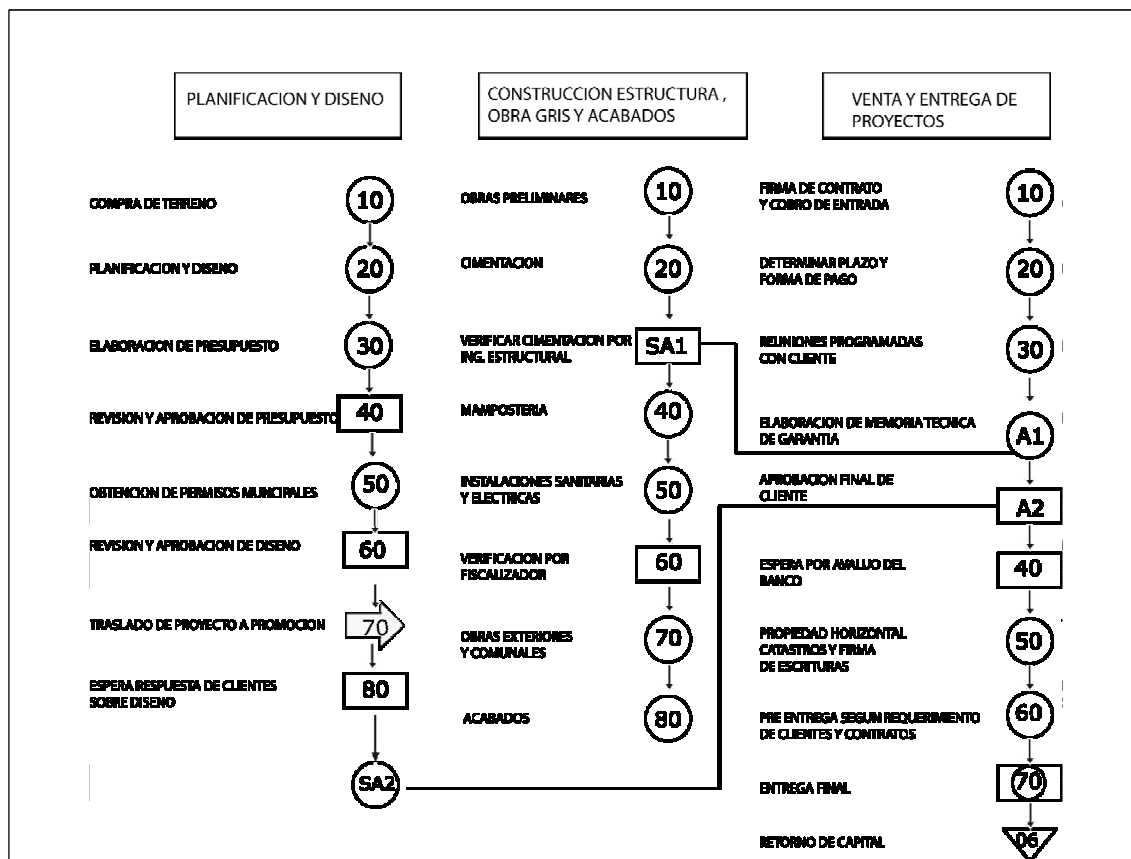 PLANIFICACION Y DISENO
CONSTRUCCION ESTRUCTURA ,
OBRA GRIS Y ACABADOS
VENTA Y ENTREGA DE
PROYECTOS
COMPRA DE TERRENO
10
PLANIFICACION Y DISENO
20
ELABORACION DE PRESUPUESTO
30
REVISION Y APROBACION DE PRESUPUESTO
40
OBTENCION DE PERMISOS MUNICIPALES
50
REVISION Y APROBACION DE DISENO
60
TRASLADO DE PROYECTO A PROMOCION
70
ESPERA RESPUESTA DE CLIENTES
SOBRE DISENO
80
SA2
OBRAS PRELIMINARES
10
CIMENTACION
20
VERIFICAR CIMENTACION POR
ING. ESTRUCTURAL
SA1
MAMPOSTERIA
40
INSTALACIONES SANITARIAS
Y ELECTRICAS
50
VERIFICACION POR
FISCALIZADOR
60
OBRAS EXTERIORES
Y COMUNALES
70
ACABADOS
80
FIRMA DE CONTRATO
Y COBRO DE ENTRADA
10
DETERMINAR PLAZO Y
FORMA DE PAGO
20
REUNIONES PROGRAMADAS
CON CLIENTE
30
ELABORACION DE MEMORIA TECNICA
DE GARANTIA
A1
APROBACION FINAL DE
CLIENTE
A2
ESPERA POR AVALUO DEL
BANCO
40
PROPIEDAD HORIZONTAL
CATASTROS Y FIRMA
DE ESCRITURAS
50
PRE ENTREGA SEGUN REQUERIMIENTO
DE CLIENTES Y CONTRATOS
60
ENTREGA FINAL
70
RETORNO DE CAPITAL
06